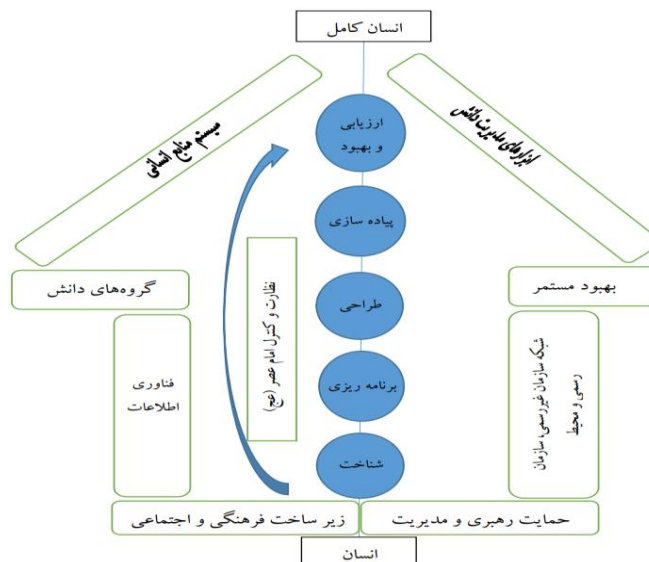 انسان کامل
ابزارهای مدیریت دانش
سیستم منابع انسانی
ارزیابی
و بهبود
پیاده سازی
طراحی
برنامه ریزی
شناخت
نظارت و کنترل امام عصر (عج)
بهبود مستمر
گروه‌های دانش
شبکه سازمان غیررسمی، سازمان
رسمی و محیط
فناوری
اطلاعات
حمایت رهبری و مدیریت
زیر ساخت فرهنگی و اجتماعی
انسان